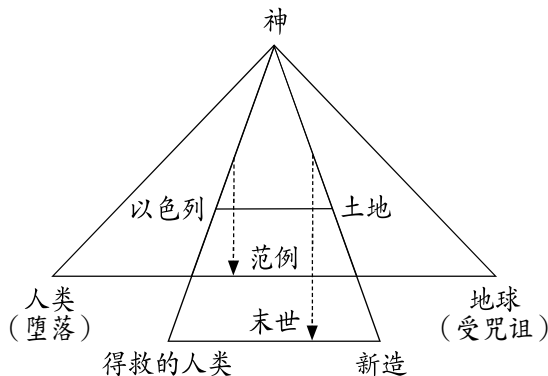 神
以色列
土地
范例
人类
（堕落）
地球
（受咒诅）
末世
得救的人类
新造